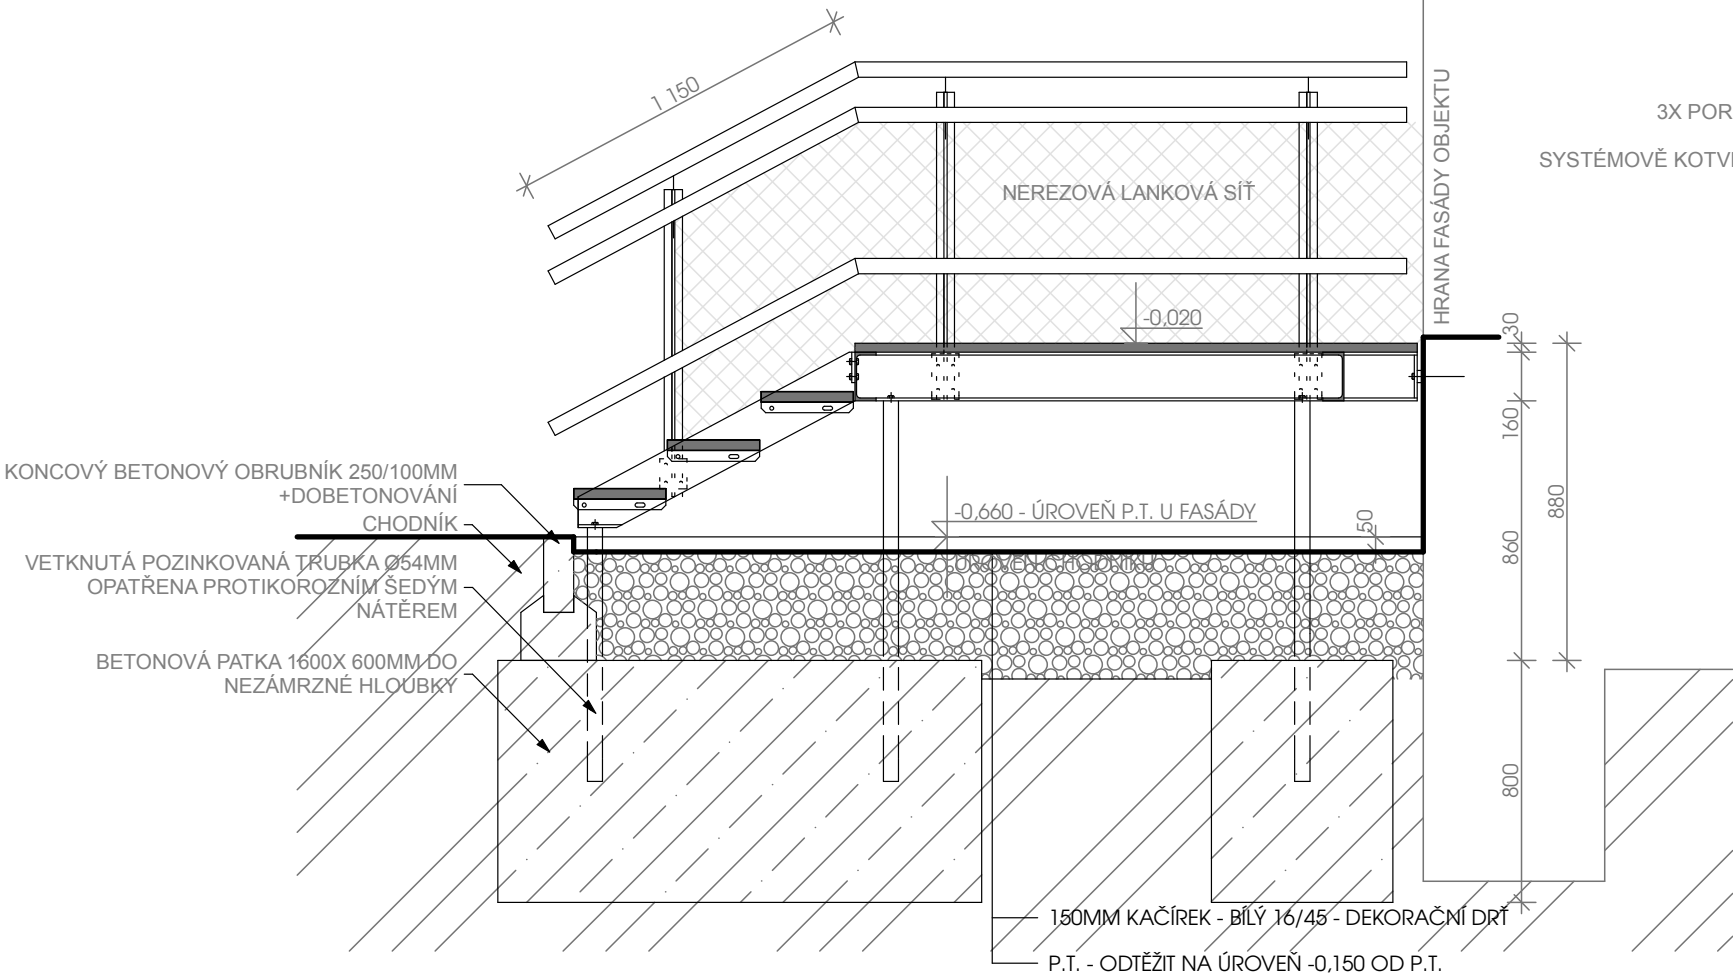 1 150
HRANA FASÁDY OBJEKTU
3X POR
SYSTÉMOVĚ KOTV
NEREZOVÁ LANKOVÁ SÍŤ
-0,020
30
160
880
860
800
50
KONCOVÝ BETONOVÝ OBRUBNÍK 250/100MM
+DOBETONOVÁNÍ
CHODNÍK
-0,660 - ÚROVEŇ P.T. U FASÁDY
ÚROVEŇ CHODNÍKU
VETKNUTÁ POZINKOVANÁ TRUBKA Ø54MM
OPATŘENA PROTIKOROZNÍM ŠEDÝM
NÁTĚREM
BETONOVÁ PATKA 1600X 600MM DO
NEZÁMRZNÉ HLOUBKY
150MM KAČÍREK - BÍLÝ 16/45 - DEKORAČNÍ DRŤ
P.T. - ODTĚŽIT NA ÚROVEŇ -0,150 OD P.T.